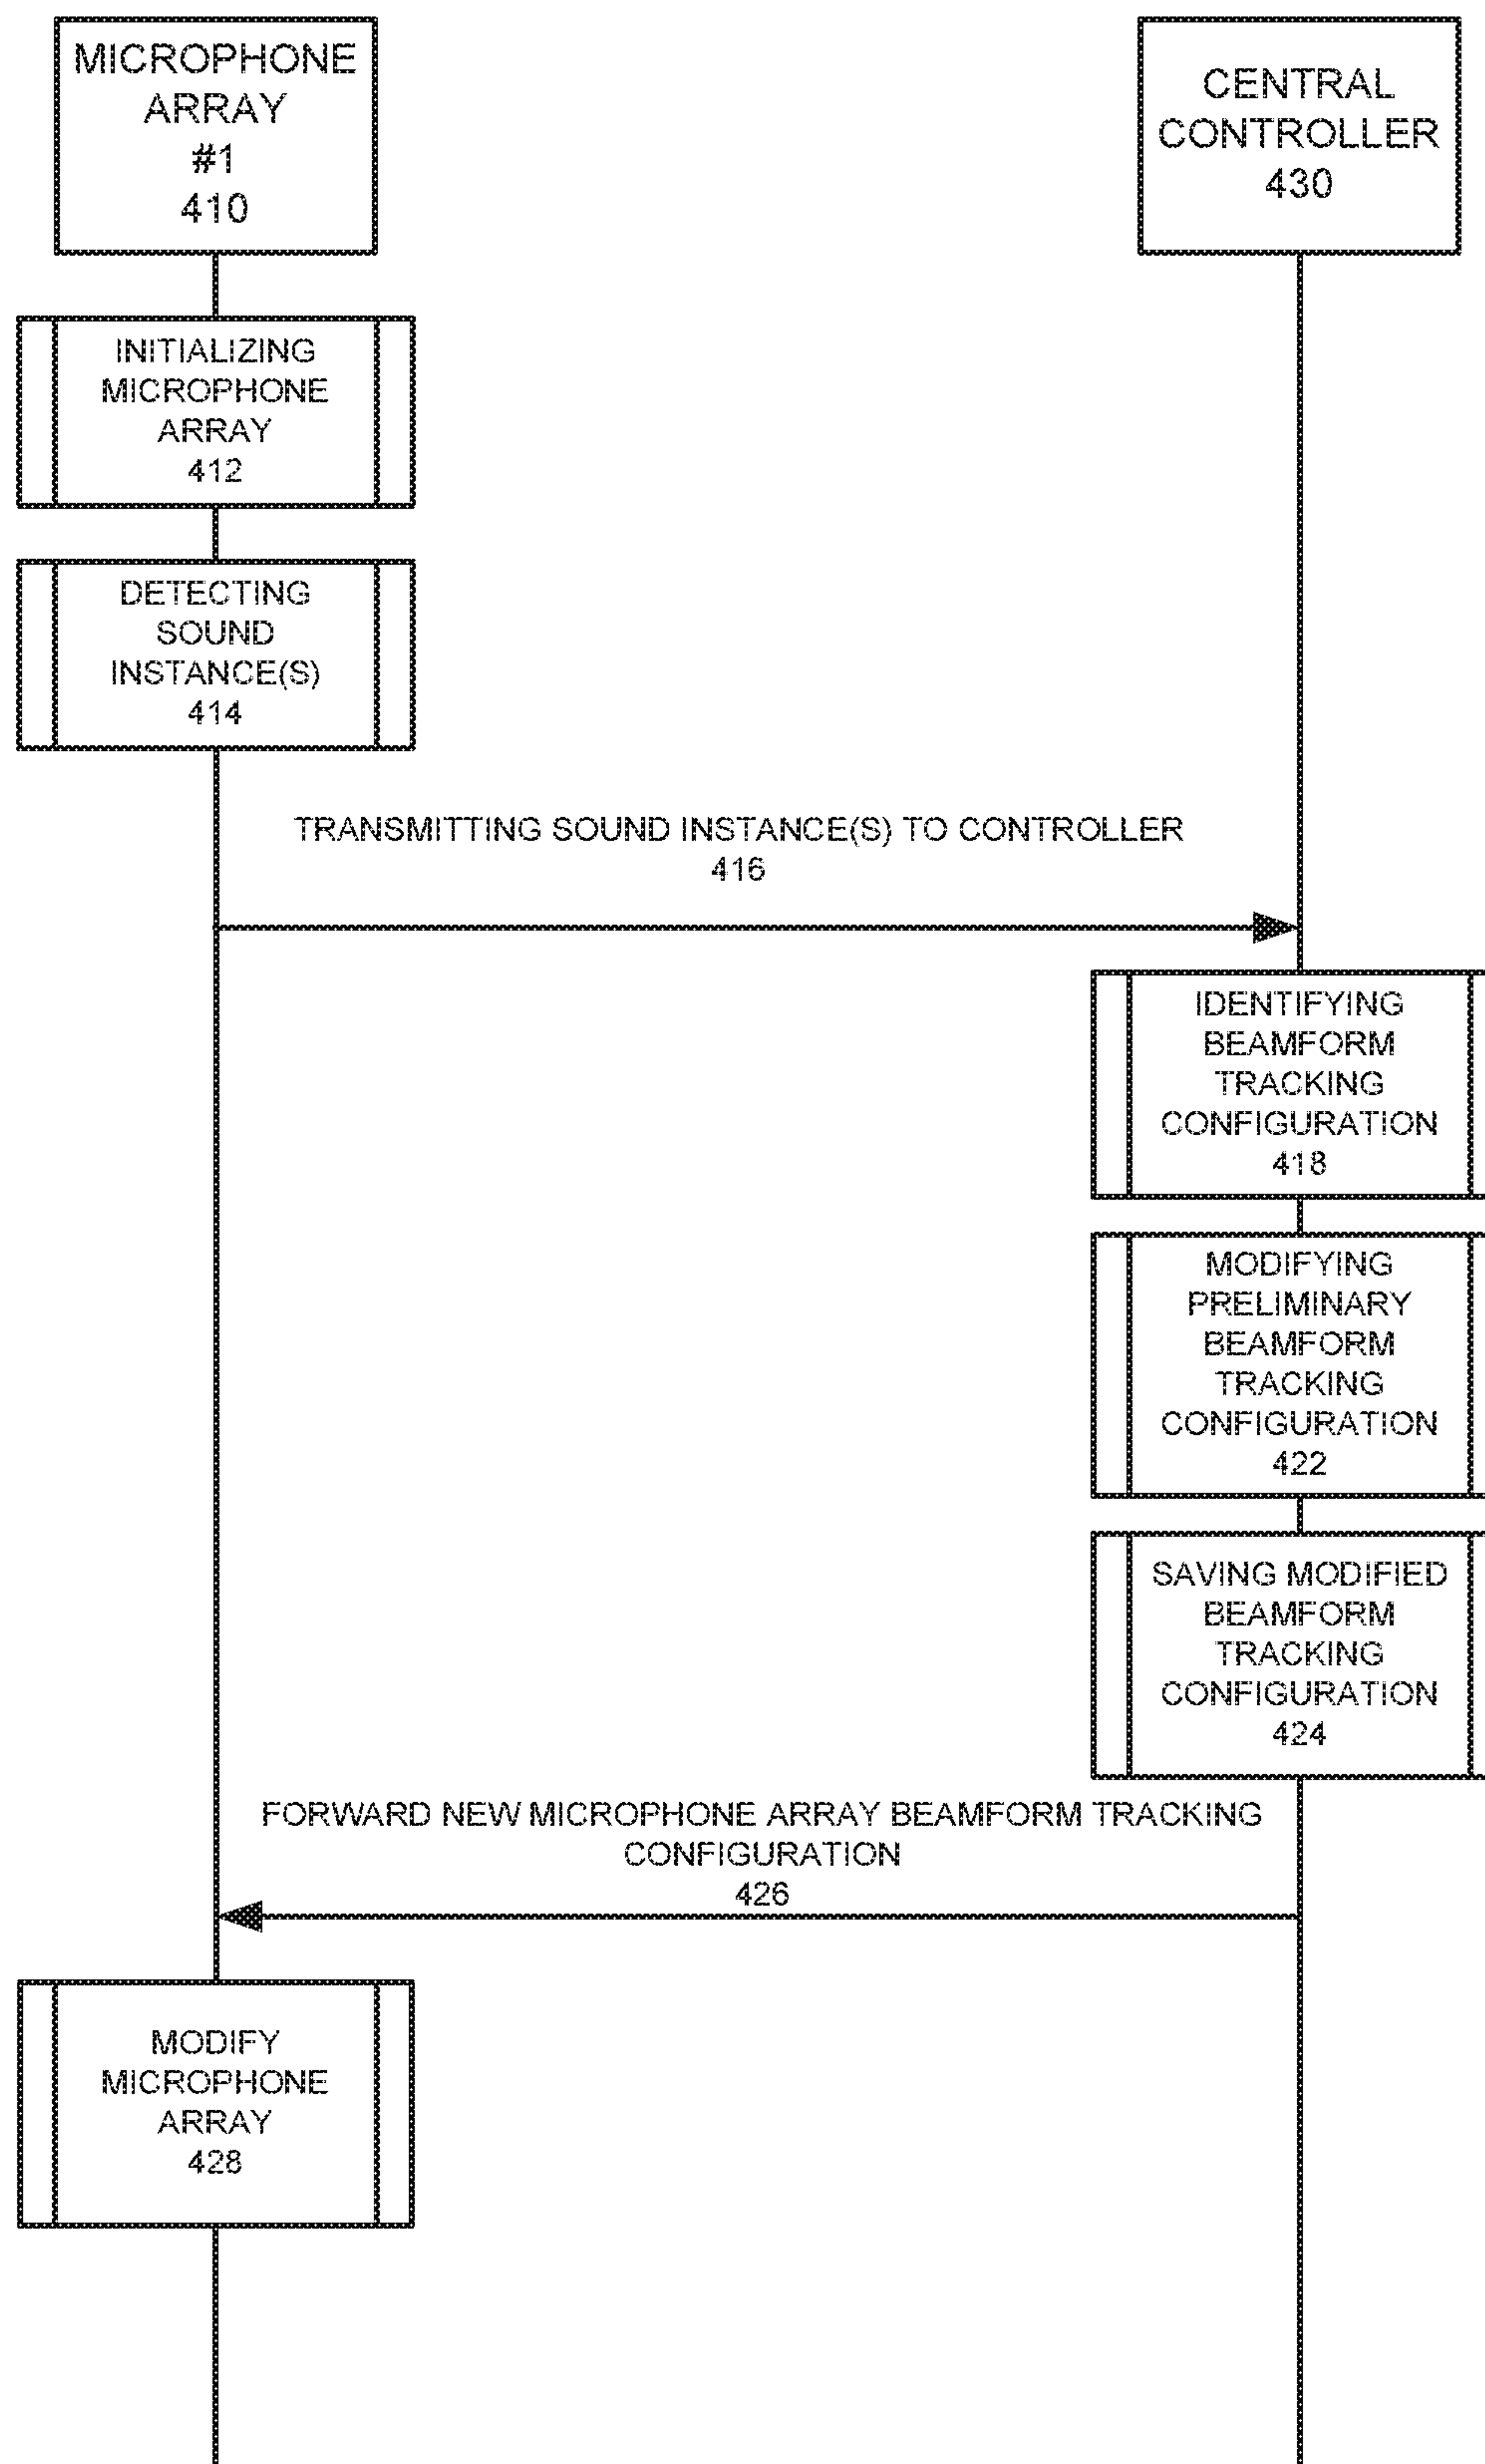 MICROPHONE
ARRAY
#1
410
CENTRAL
CONTROLLER
430
INITIALIZING
MICROPHONE
ARRAY
412
DETECTING
SOUND
INSTANCE(S)
414
TRANSMITTING SOUND INSTANCE(S) TO CONTROLLER
416
IDENTIFYING
BEAMFORM
TRACKING
CONFIGURATION
418
MODIFYING
PRELIMINARY
BEAMFORM
TRACKING
CONFIGURATION
422
SAVING MODIFIED
BEAMFORM
TRACKING
CONFIGURATION
424
FORWARD NEW MICROPHONE ARRAY BEAMFORM TRACKING
CONFIGURATION
426
MODIFY
MICROPHONE
ARRAY
428